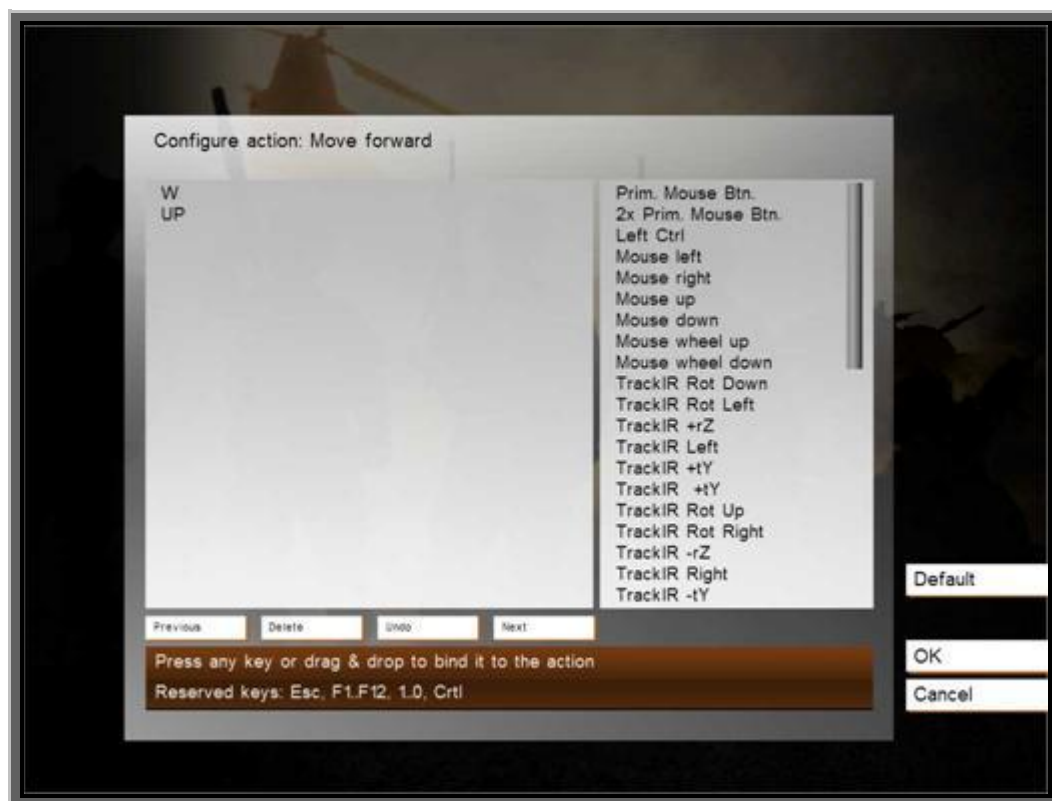 Configure action: Move forward
W
UP
Prim. Mouse Btn.
2x Prim. Mouse Btn.
Left Ctrl
Mouse left
Mouse right
Mouse up
Mouse down
Mouse wheel up
Mouse wheel down
TrackIR Rot Down
TrackIR Rot Left
TrackIR +rZ
TrackIR Left
TrackIR +tY
TrackIR +tY
TrackIR Rot Up
TrackIR Rot Right
TrackIR -rZ
TrackIR Right
TrackIR -tY
Default
Previous Delete Undo Next
Press any key or drag & drop to bind it to the action
Reserved keys: Esc, F1.F12, 1.0, Crtl
OK
Cancel